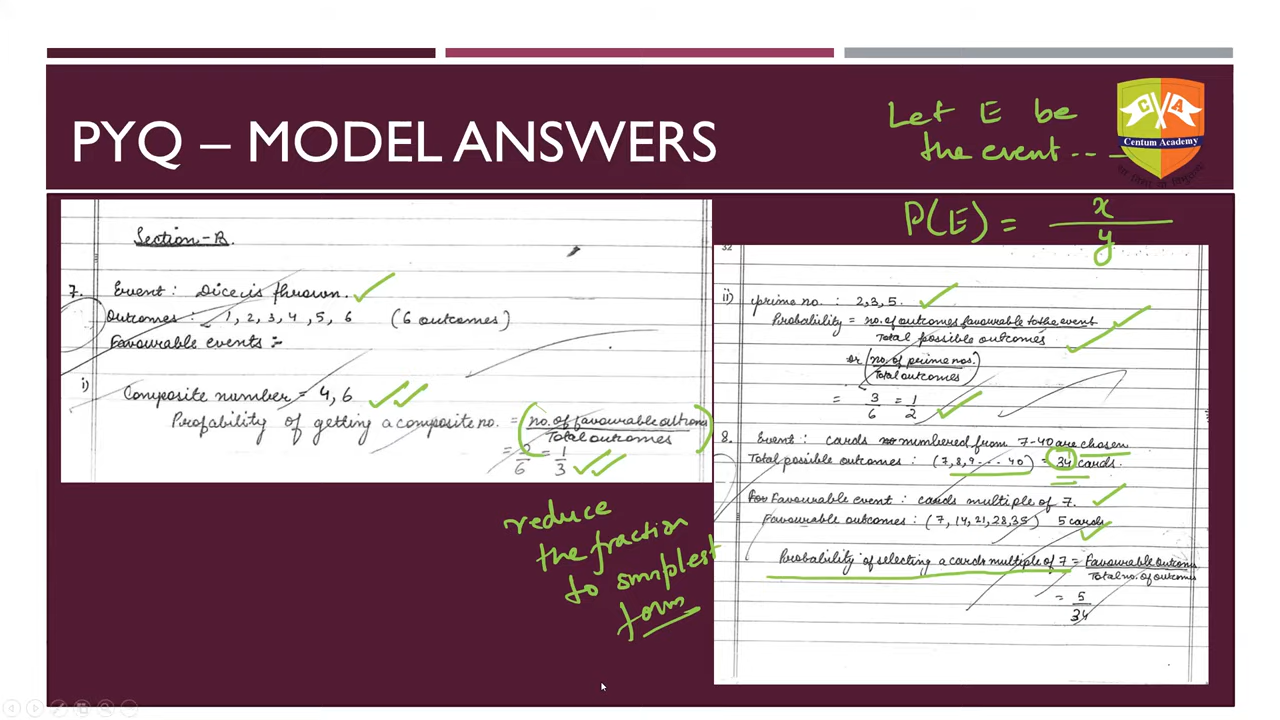 PYQ – MODEL ANSWERS
Let E be
the event .. _
C A
Centum Academy
P(E) = x
y
Section-B.
7. Event: Dice is thrown.
Outcomes: 1, 2, 3, 4, 5, 6 (6 outcomes)
Favourable events :-
i) Composite number = 4, 6
Probability of getting a composite no. = no. of favourable
Total outcomes
= 6 = 1
3
reduce
the fraction
to simplest
form
32
ii) prime no. : 2, 3, 5.
Probability = no. of outcomes favourable to the event
Total possible outcomes
or (no. of prime nos.
Total outcomes)
= 3 = 1
6 2
8. Event: cards numbered from 7-40 are chosen
Total possible outcomes : (7, 8, 9 --- 40) = 34 cards.
Favourable event : cards multiple of 7.
Favourable outcomes : (7, 14, 21, 28, 35) 5 cards
Probability of selecting a cards multiple of 7 = Favourable
Total no. of outcomes
= 5
34